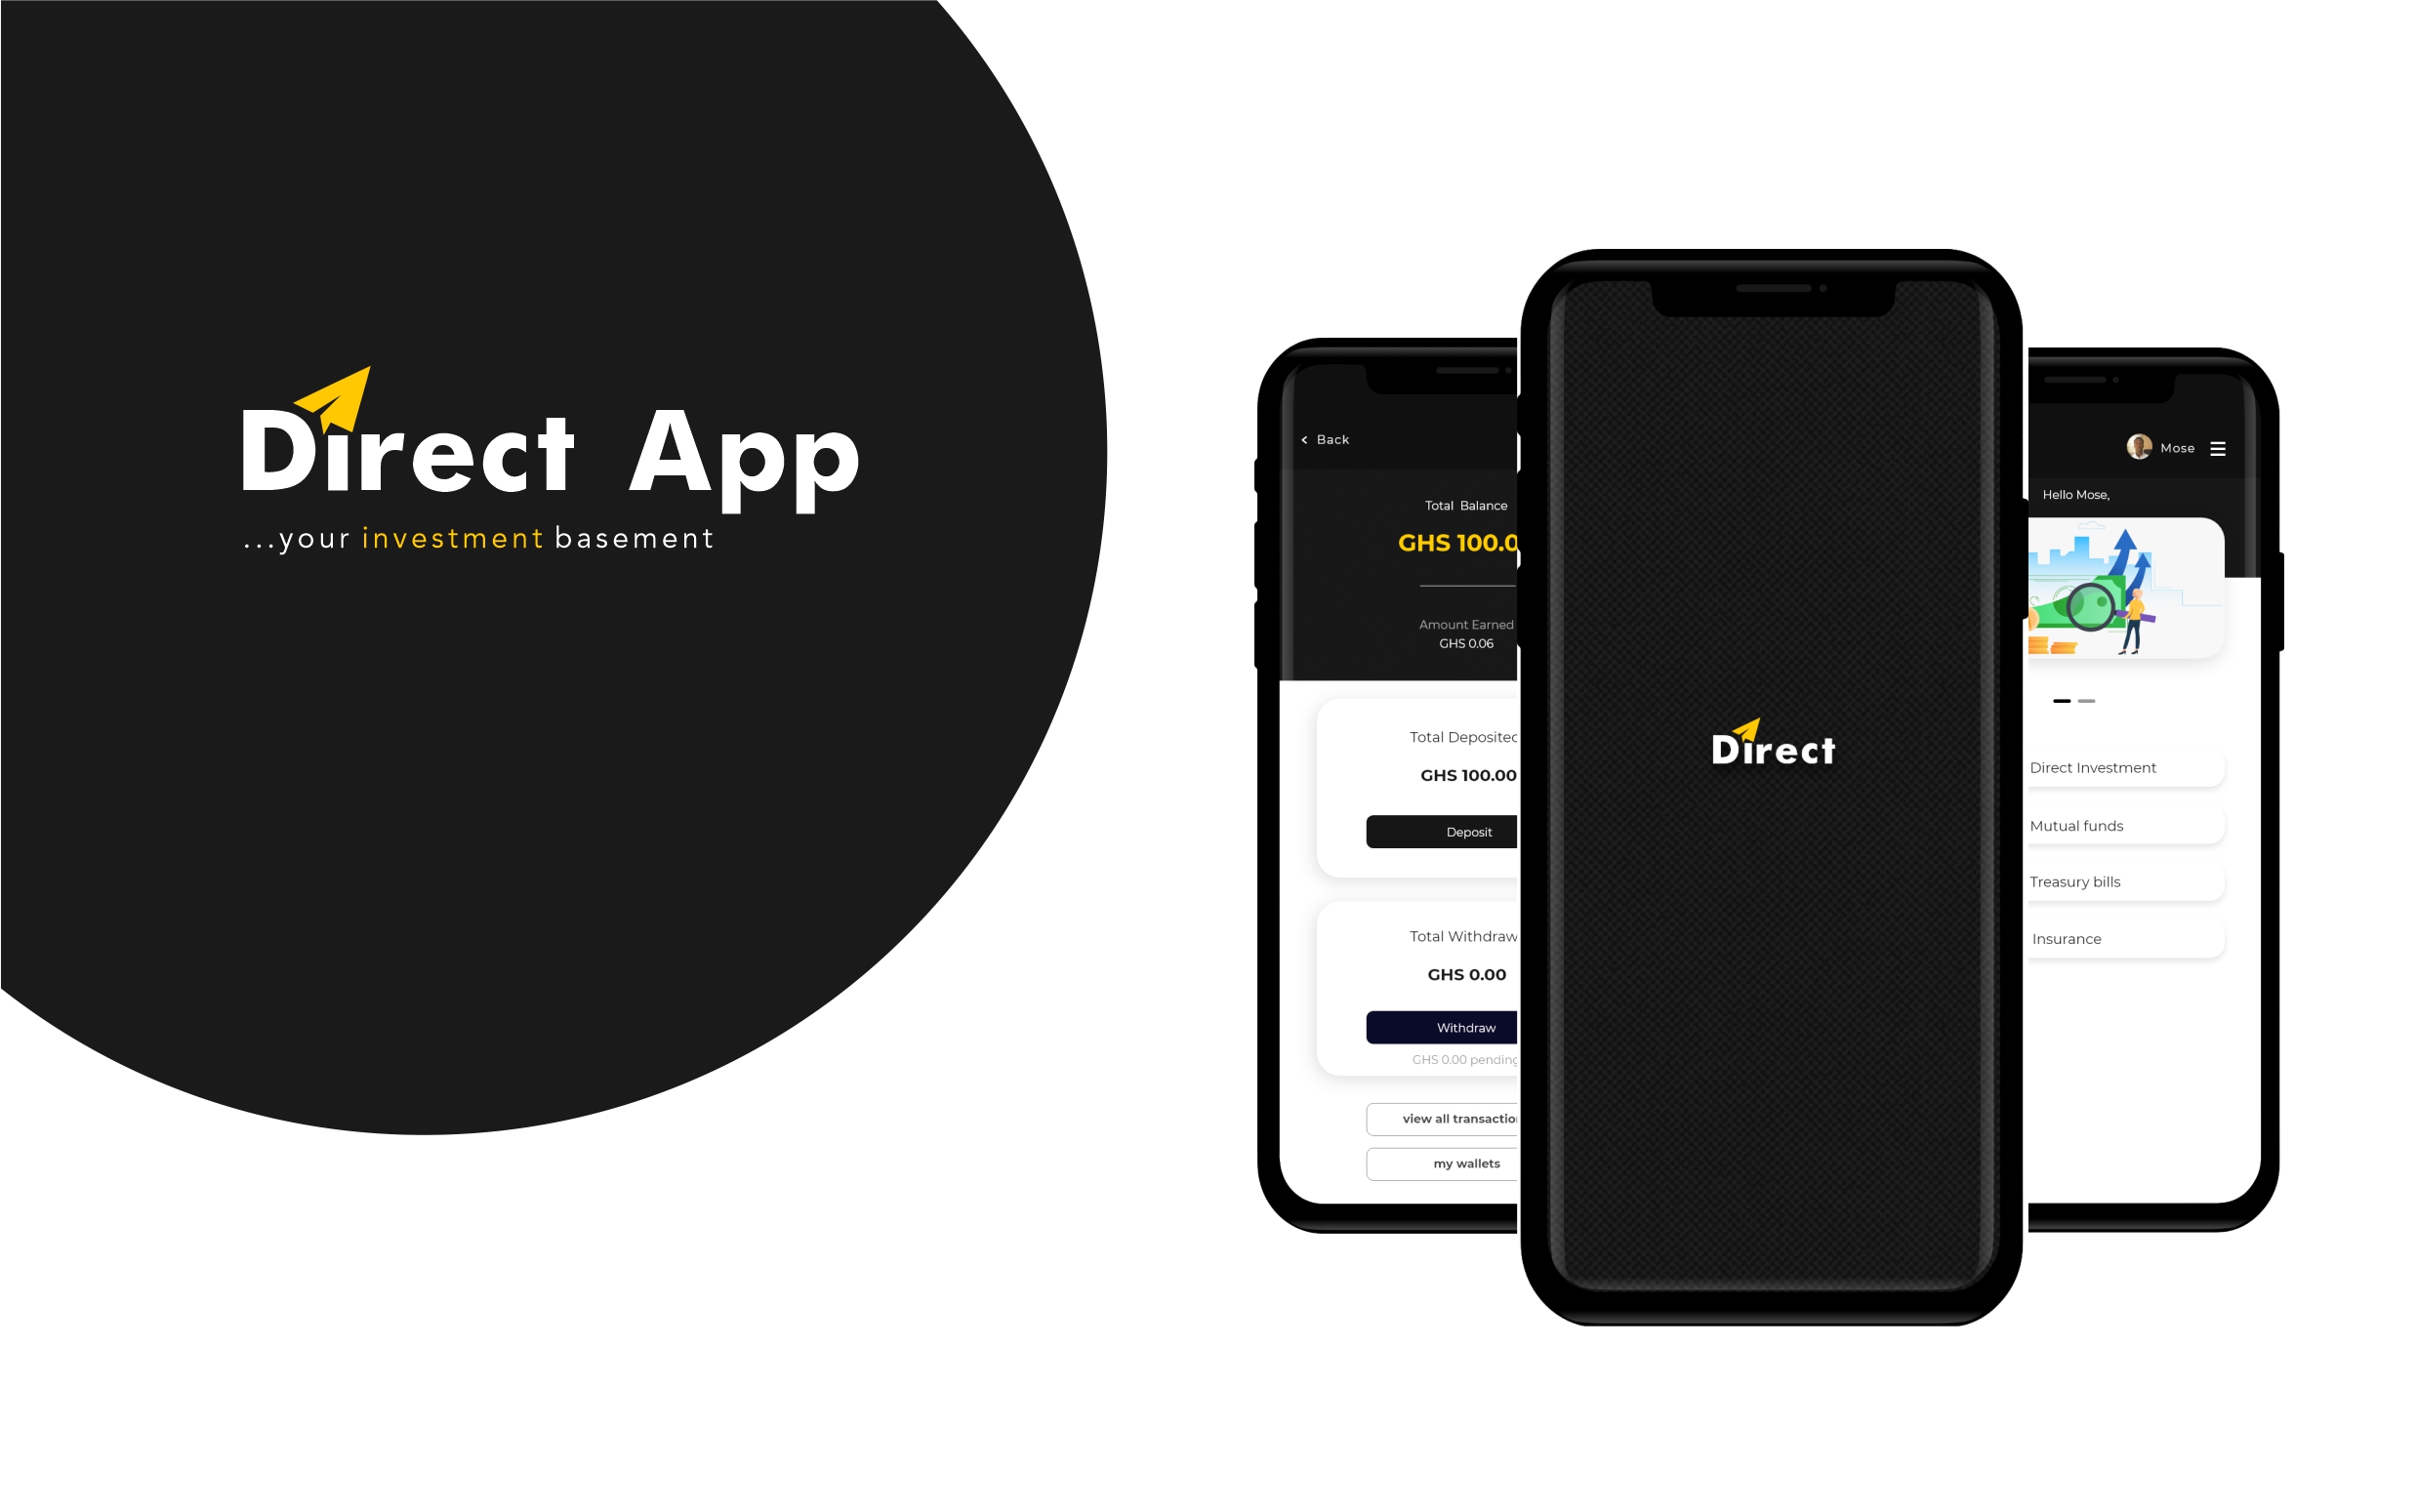 Direct App
...your investment basement
Back
Total Balance
GHS 100.0
Amount Earned
GHS 0.06
Total Deposited
GHS 100.00
Deposit
Total Withdraw
GHS 0.00
Withdraw
GHS 0.00 pending
view all transaction
my wallets
Direct
Mose
Hello Mose,
Direct Investment
Mutual funds
Treasury bills
Insurance